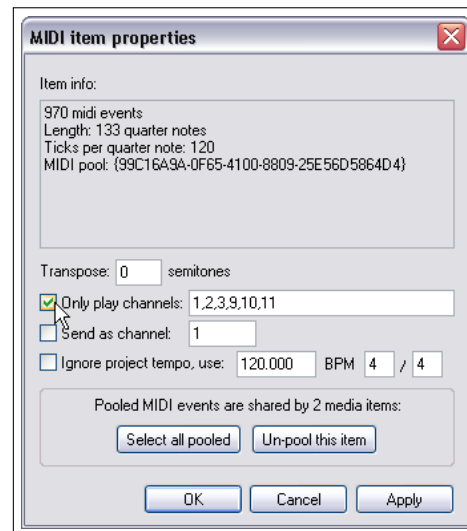 MIDI item properties
Item info:
970 midi events
Length: 133 quarter notes
Ticks per quarter note: 120
MIDI pool: {99C16A9A-0F65-4100-8809-25E56D5864D4}
Transpose: 0 semitones
Only play channels: 1,2,3,9,10,11
Send as channel: 1
Ignore project tempo, use: 120.000 BPM 4 / 4
Pooled MIDI events are shared by 2 media items:
Select all pooled Un-pool this item
OK Cancel Apply